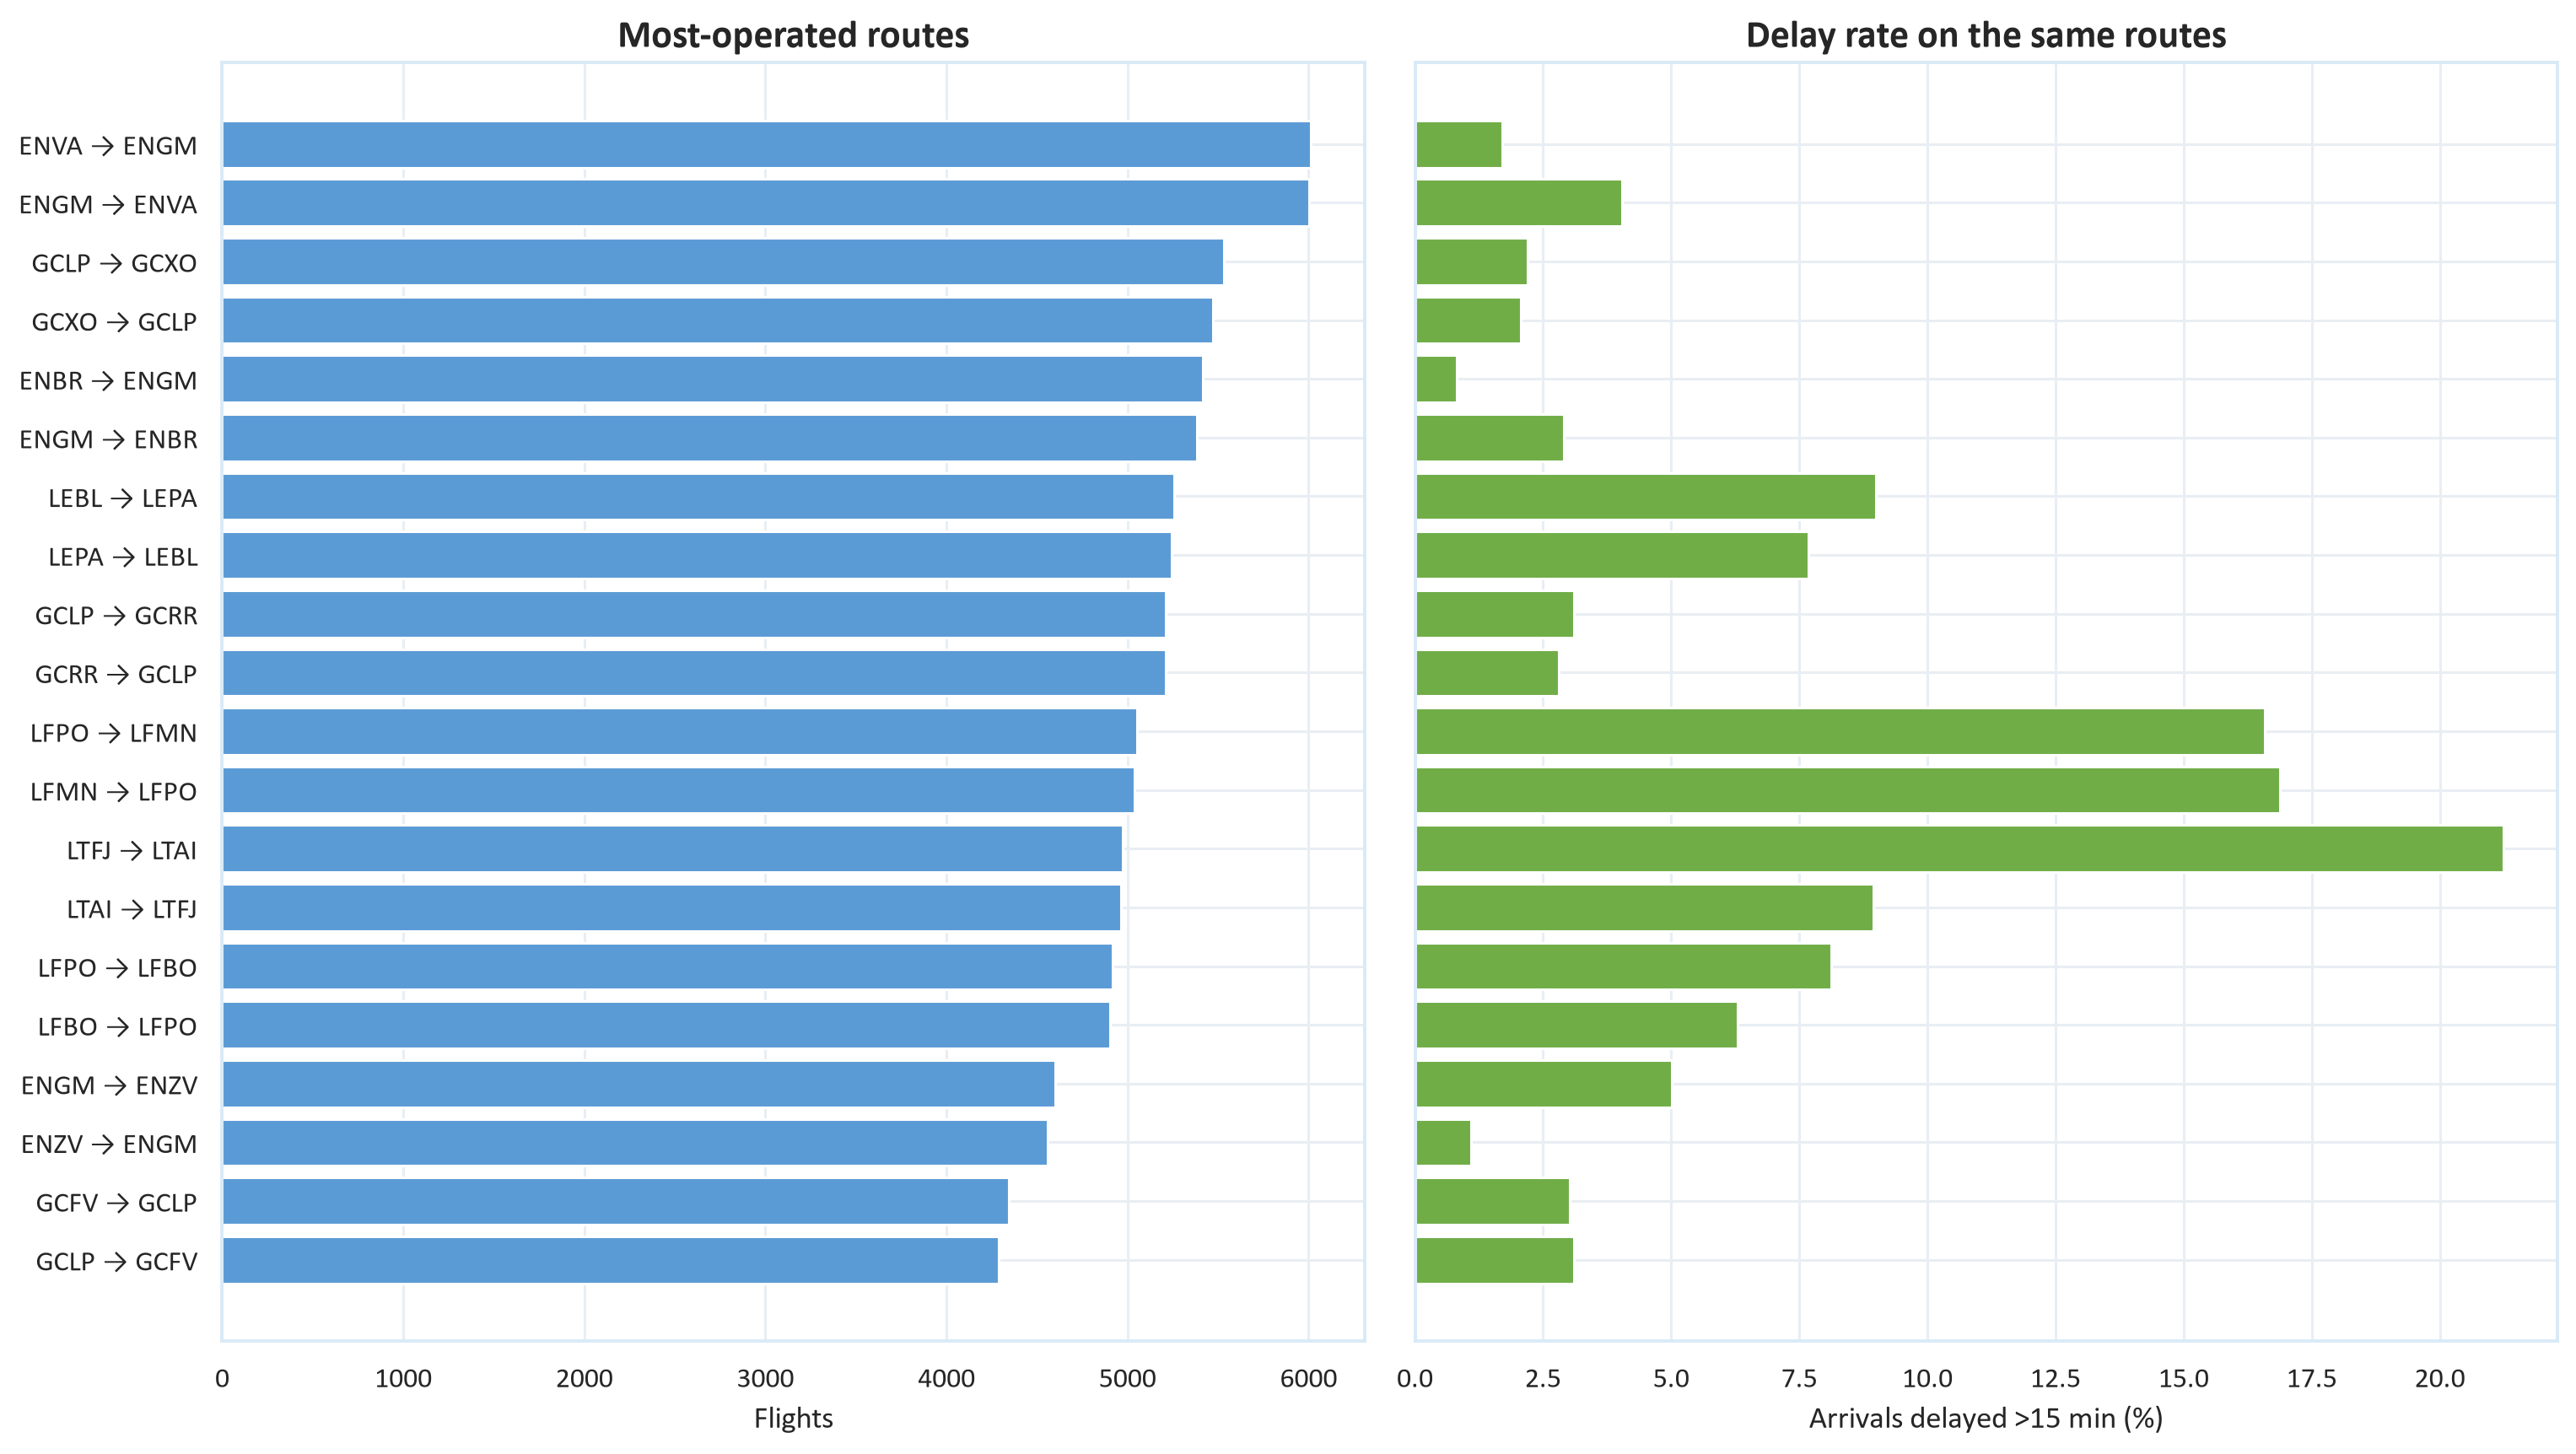 Most-operated routes
Delay rate on the same routes
ENVA → ENGM
ENGM → ENVA
GCLP → GCXO
GCXO → GCLP
ENBR → ENGM
ENGM → ENBR
LEBL → LEPA
LEPA → LEBL
GCLP → GCRR
GCRR → GCLP
LFPO → LFMN
LFMN → LFPO
LTFJ → LTAI
LTAI → LTFJ
LFPO → LFBO
LFBO → LFPO
ENGM → ENZV
ENZV → ENGM
GCFV → GCLP
GCLP → GCFV
0 1000 2000 3000 4000 5000 6000
Flights
0.0 2.5 5.0 7.5 10.0 12.5 15.0 17.5 20.0
Arrivals delayed >15 min (%)